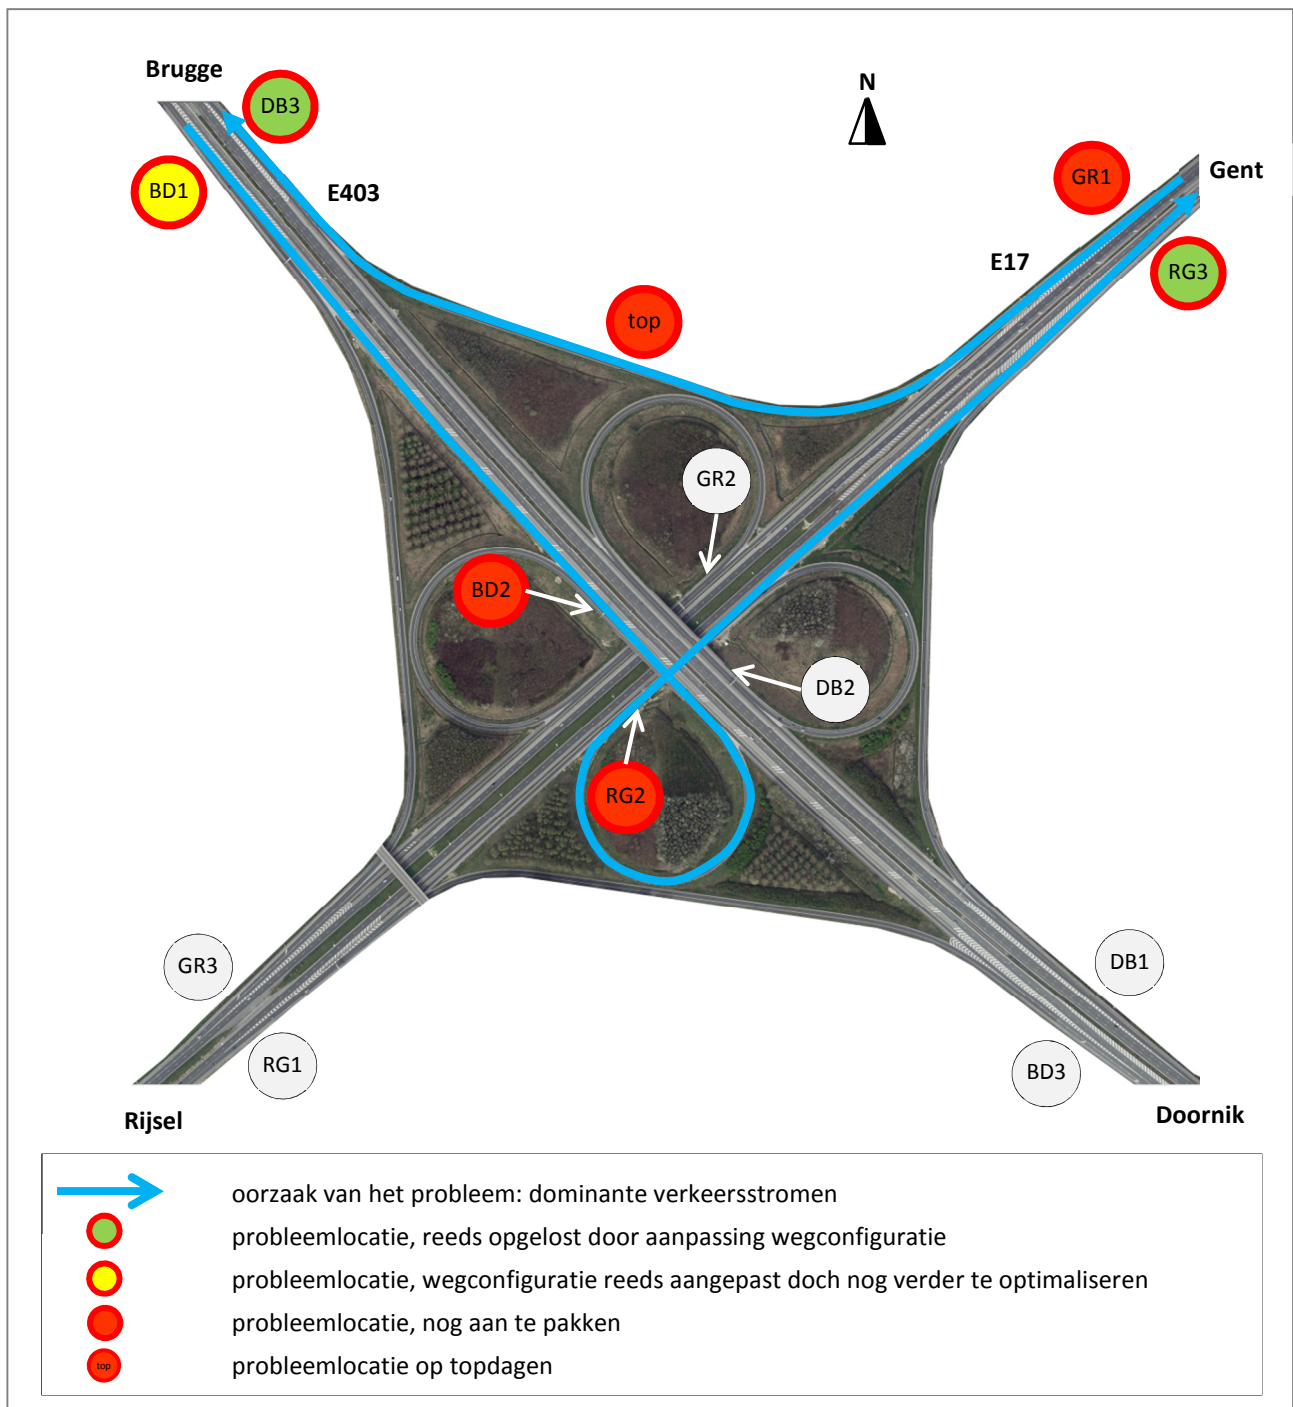 Brugge
DB3
N
BD1
E403
GR1
Gent
E17
RG3
top
GR2
BD2
DB2
RG2
GR3
DB1
RG1
BD3
Rijsel
Doornik
oorzaak van het probleem: dominante verkeersstromen
probleemlocatie, reeds opgelost door aanpassing wegconfiguratie
probleemlocatie, wegconfiguratie reeds aangepast doch nog verder te optimaliseren
probleemlocatie, nog aan te pakken
top
probleemlocatie op topdagen